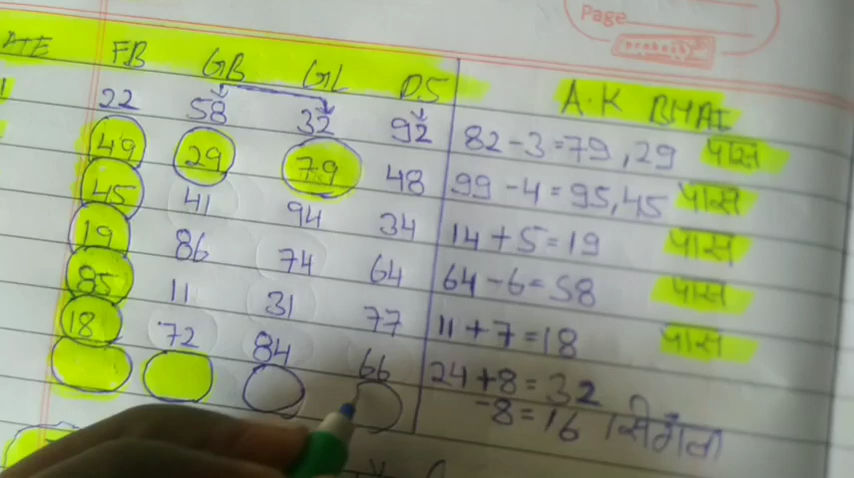 Page
ATE FB GB GL D.S A.K BHAI
22 58 32 92 82-3=79,29 पास
49 29 79 48 99-4=95,45 पास
45 41 94 34 14+5=19 पास
19 86 74 64 64-6=58 पास
85 11 31 77 11+7=18 पास
18 72 84 66 24+8=32
-8=16